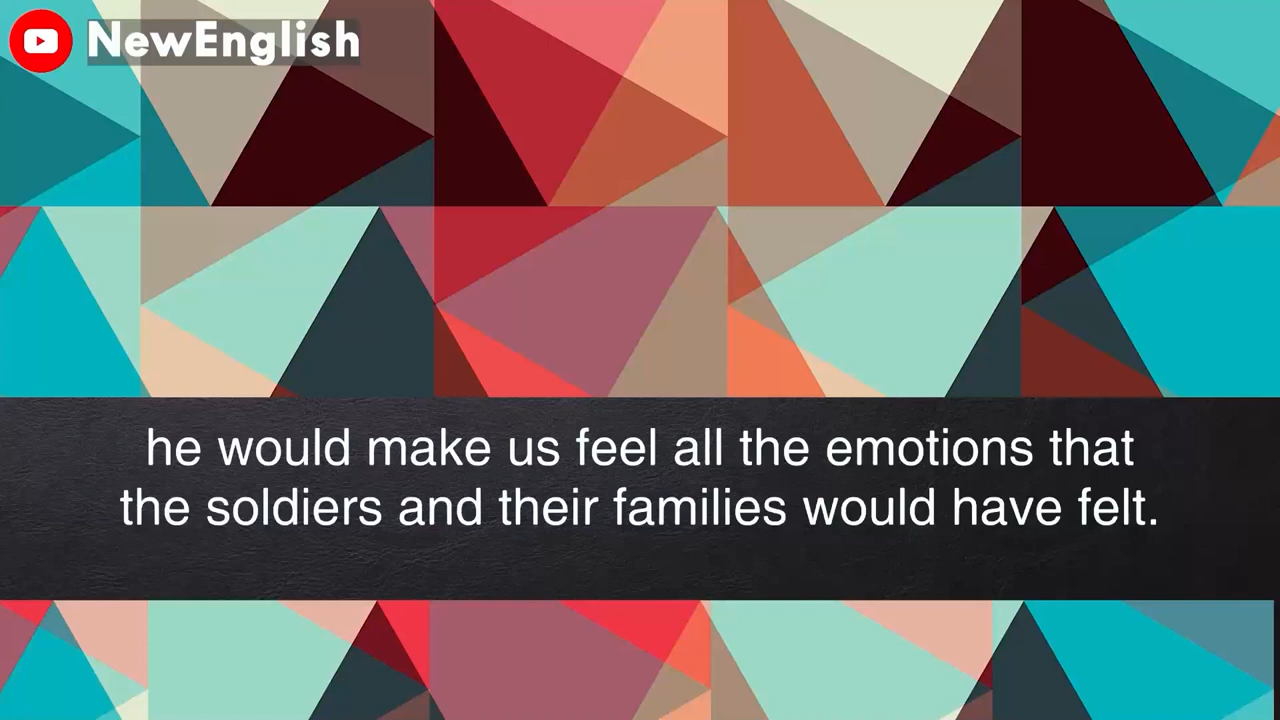 NewEnglish
he would make us feel all the emotions that
the soldiers and their families would have felt.